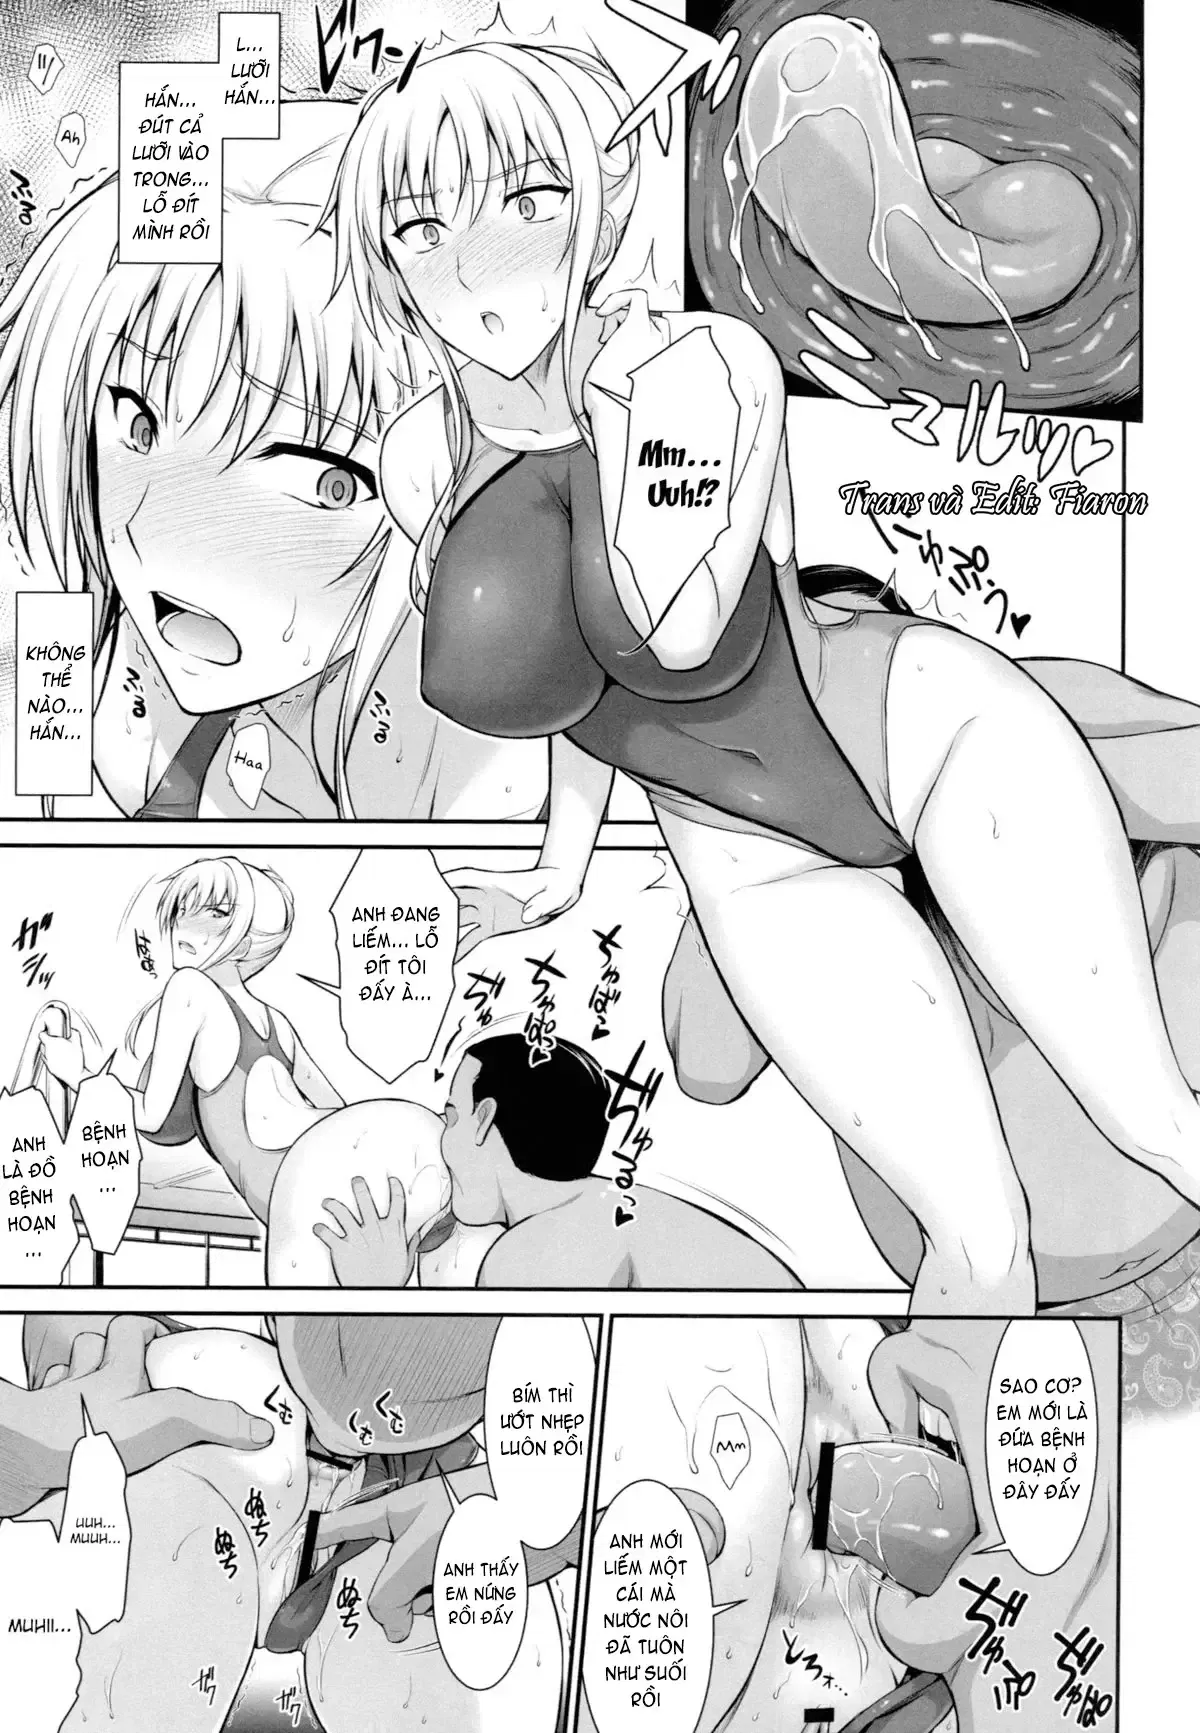 L...
LƯỠI
HẮN...
HẮN...
ĐÚT CẢ
LƯỠI VÀO
TRONG...
LỖ ĐÍT
MÌNH RỒI
Ah
Mm...
Uuh!?
Trans và Edit: Fiaron
KHÔNG
THỂ
NÀO...
HẮN...
Haa
ANH ĐANG
LIẾM... LỖ
ĐÍT TÔI
ĐẤY À...
BỆNH
HOẠN
...
ANH
LÀ ĐỒ
BỆNH
HOẠN
...
SAO CƠ?
EM MỚI LÀ
ĐỨA BỆNH
HOẠN Ở
ĐÂY ĐẤY
Mm
ANH MỚI
LIẾM MỘT
CÁI MÀ
NƯỚC NÔI
ĐÃ TUÔN
NHƯ SUỐI
RỒI
BÍM THÌ
ƯỚT NHẸP
LUÔN RỒI
ANH THẤY
EM NỨNG
RỒI ĐẤY
UUH...
MUUH...
MUHII...